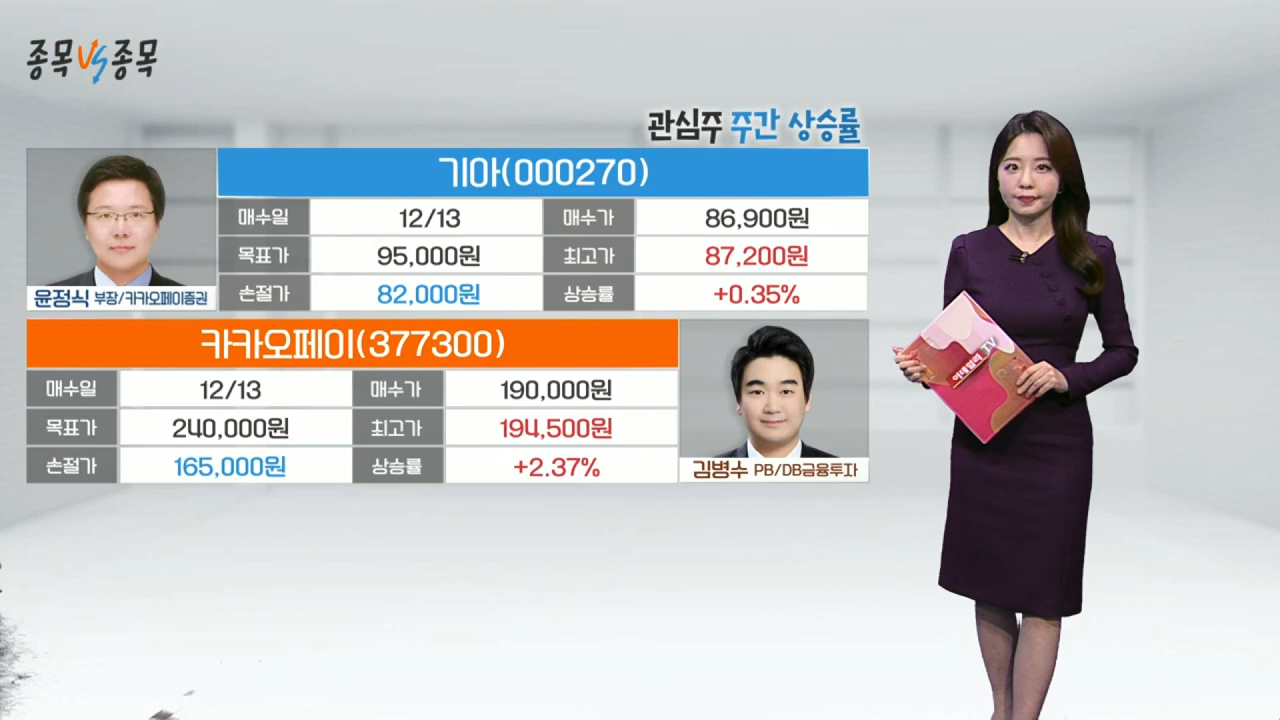 종목 VS 종목
관심주 주간 상승률
기아(000270)
매수일 12/13 매수가 86,900원
목표가 95,000원 최고가 87,200원
손절가 82,000원 상승률 +0.35%
윤정식 부장/카카오페이증권
카카오페이(377300)
매수일 12/13 매수가 190,000원
목표가 240,000원 최고가 194,500원
손절가 165,000원 상승률 +2.37%
김병수 PB/DB금융투자
이데일리 TV